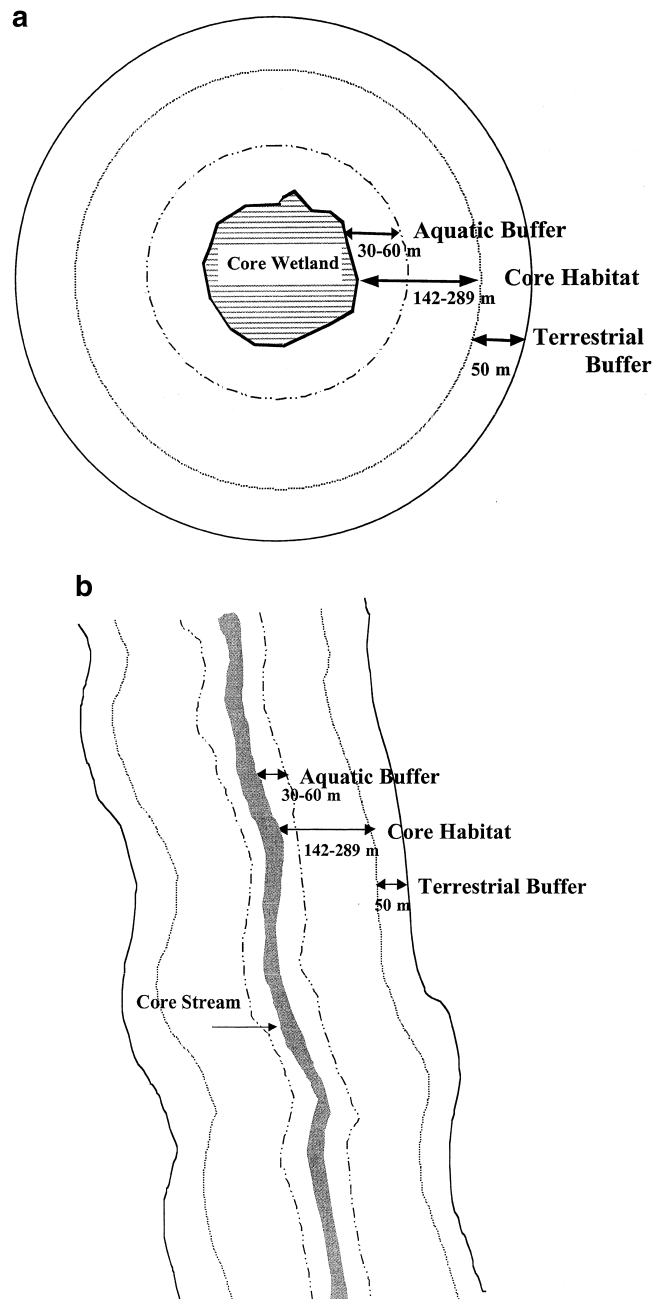 a
Aquatic Buffer
30-60 m
Core Wetland
Core Habitat
142-289 m
Terrestrial
Buffer
50 m
b
Aquatic Buffer
30-60 m
Core Habitat
142-289 m
Terrestrial Buffer
50 m
Core Stream